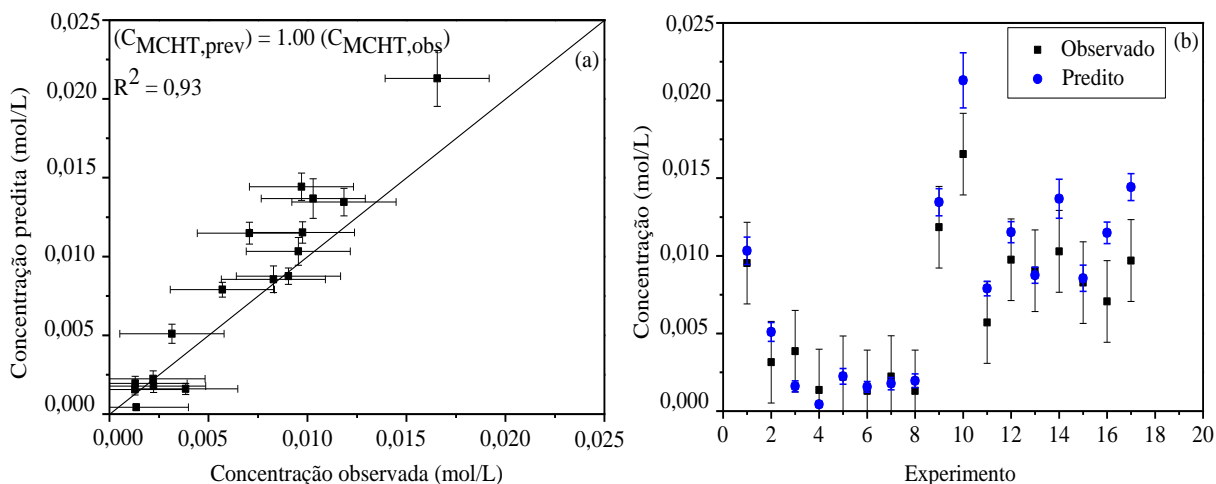 (C_MCHT,prev) = 1.00 (C_MCHT,obs)
R² = 0,93
(a)
Concentração predita (mol/L)
0,025
0,020
0,015
0,010
0,005
0,000
0,000 0,005 0,010 0,015 0,020 0,025
Concentração observada (mol/L)
(b)
Observado
Predito
Concentração (mol/L)
0,025
0,020
0,015
0,010
0,005
0,000
0 2 4 6 8 10 12 14 16 18 20
Experimento